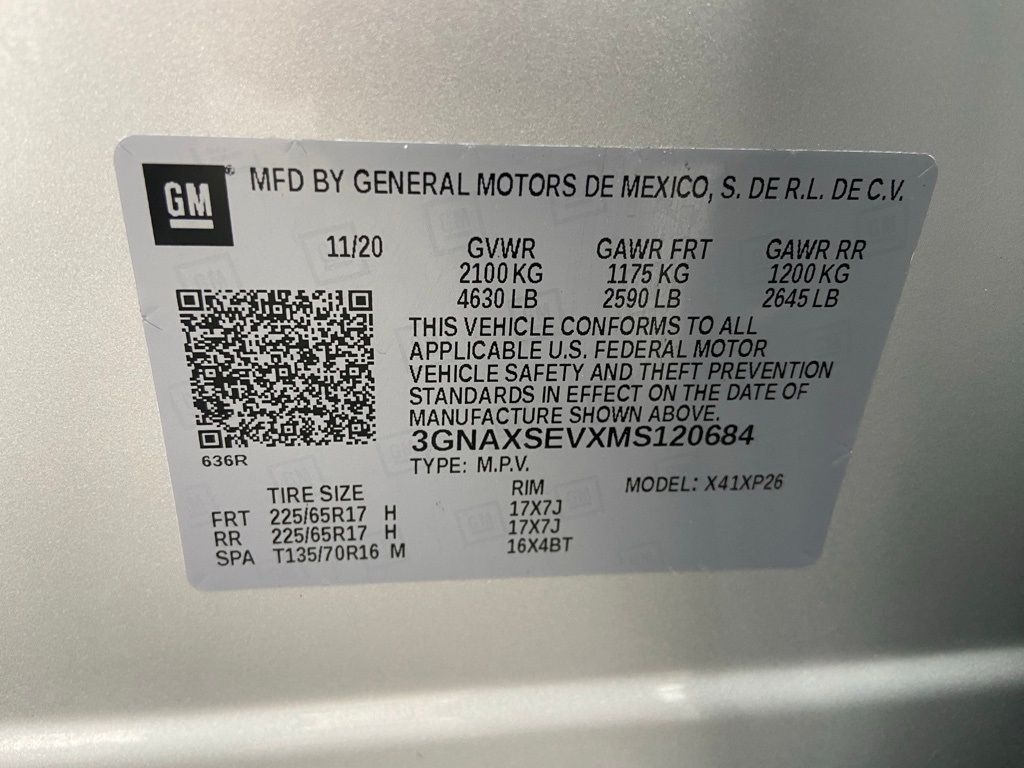 GM MFD BY GENERAL MOTORS DE MEXICO, S. DE R.L. DE C.V.
11/20 GVWR GAWR FRT GAWR RR
2100 KG 1175 KG 1200 KG
4630 LB 2590 LB 2645 LB
THIS VEHICLE CONFORMS TO ALL
APPLICABLE U.S. FEDERAL MOTOR
VEHICLE SAFETY AND THEFT PREVENTION
STANDARDS IN EFFECT ON THE DATE OF
MANUFACTURE SHOWN ABOVE.
3GNAXSEVXMS120684
636R TYPE: M.P.V.
TIRE SIZE RIM MODEL: X41XP26
FRT 225/65R17 H 17X7J
RR 225/65R17 H 17X7J
SPA T135/70R16 M 16X4BT